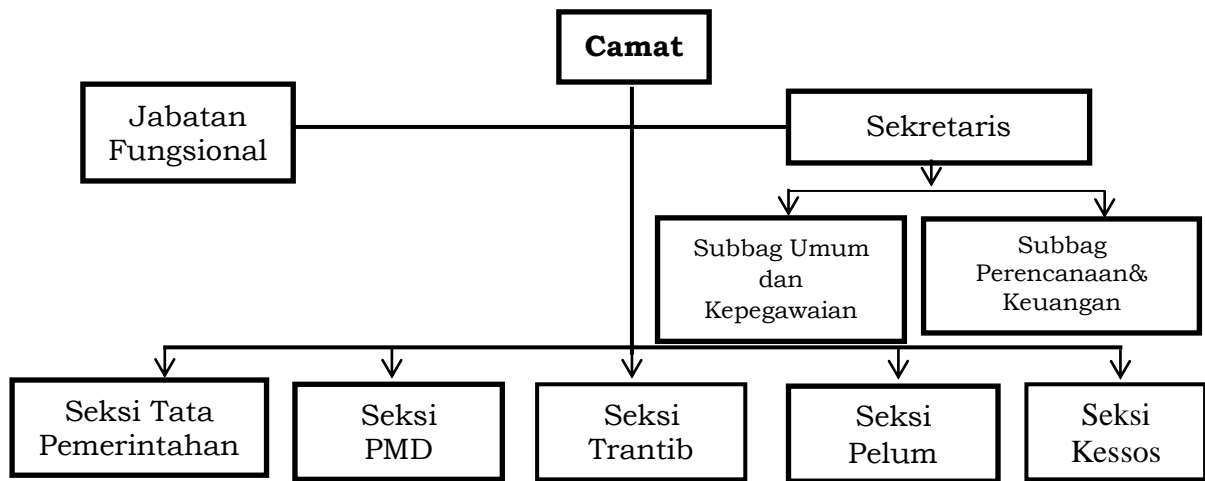 Camat
Jabatan
Fungsional
Sekretaris
Subbag Umum
dan
Kepegawaian
Subbag
Perencanaan&
Keuangan
Seksi Tata
Pemerintahan
Seksi
PMD
Seksi
Trantib
Seksi
Pelum
Seksi
Kessos